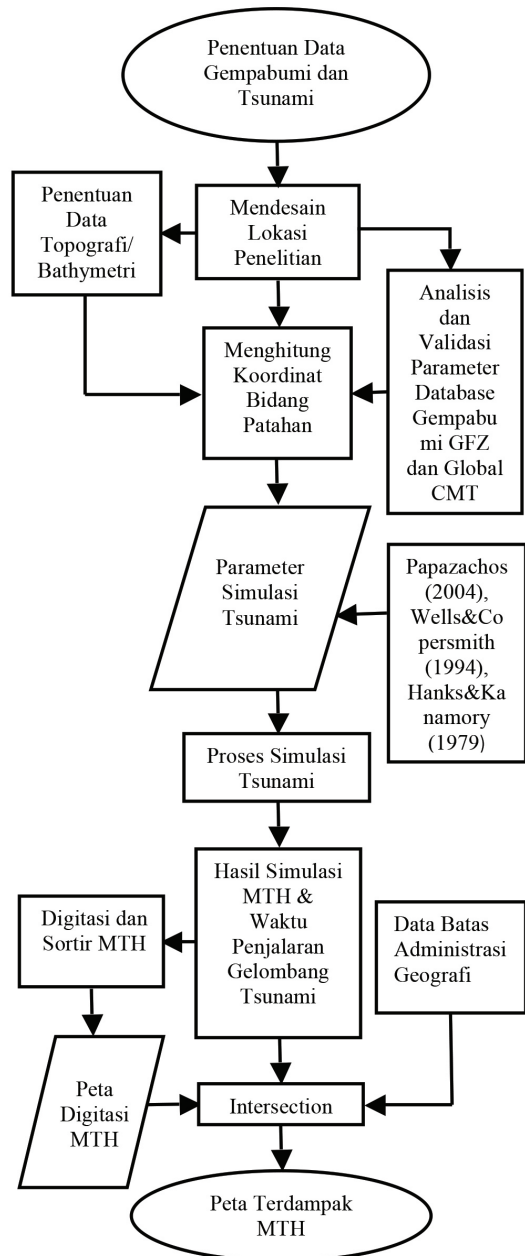 Penentuan Data
Gempabumi dan
Tsunami
Penentuan
Data
Topografi/
Bathymetri
Mendesain
Lokasi
Penelitian
Analisis
dan
Validasi
Parameter
Database
Gempabu
mi GFZ
dan Global
CMT
Menghitung
Koordinat
Bidang
Patahan
Parameter
Simulasi
Tsunami
Papazachos
(2004),
Wells&Co
persmith
(1994),
Hanks&Ka
namory
(1979)
Proses Simulasi
Tsunami
Hasil Simulasi
MTH &
Waktu
Penjalaran
Gelombang
Tsunami
Digitasi dan
Sortir MTH
Data Batas
Administrasi
Geografi
Peta
Digitasi
MTH
Intersection
Peta Terdampak
MTH